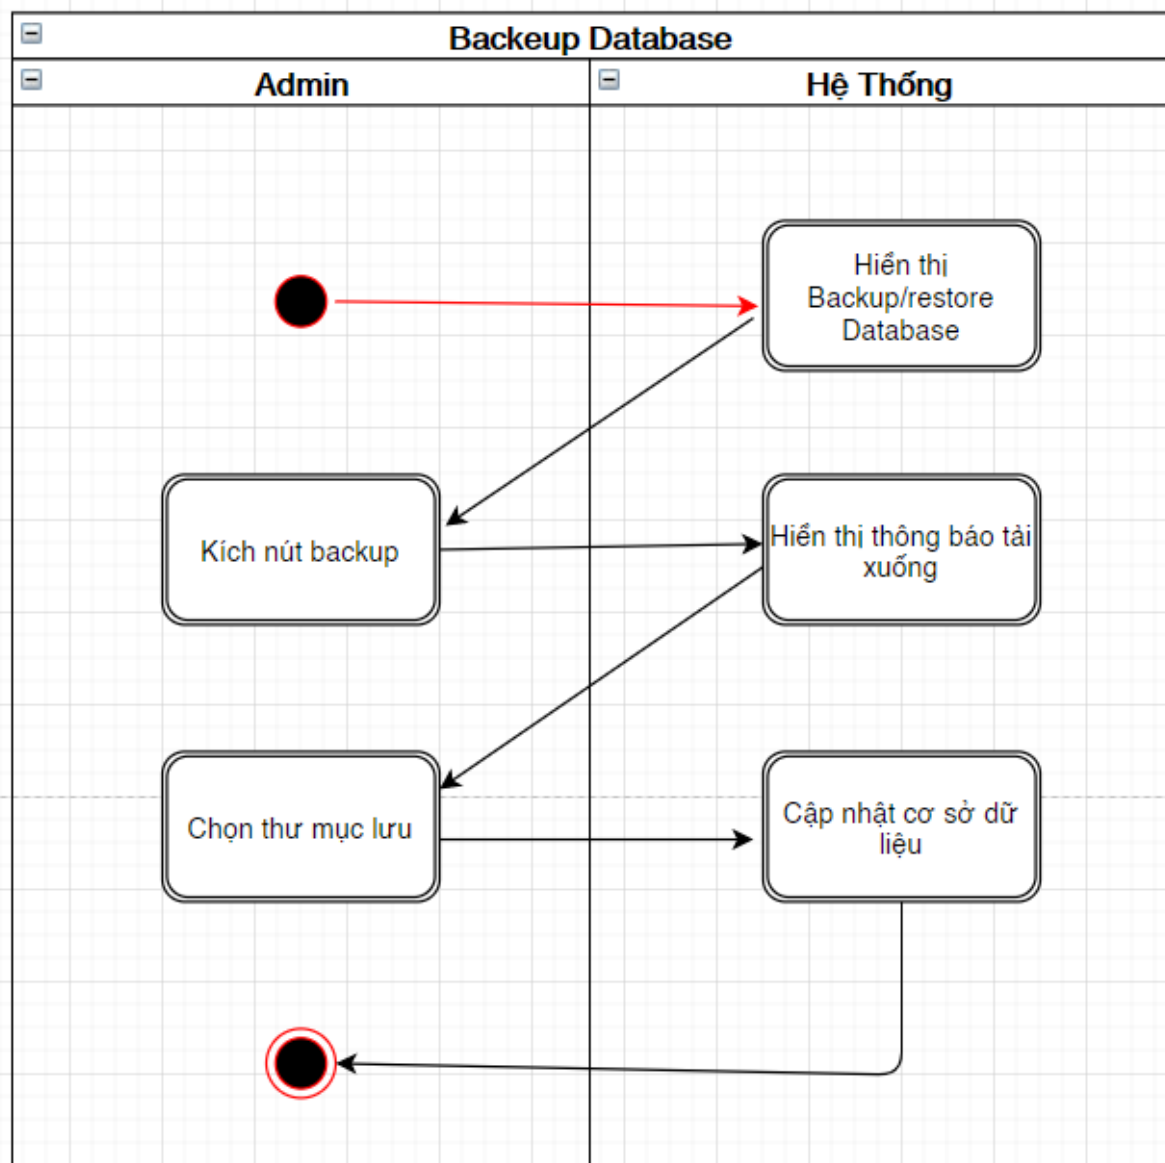 Backeup Database
Admin
Hệ Thống
Hiển thị
Backup/restore
Database
Kích nút backup
Hiển thị thông báo tải
xuống
Chọn thư mục lưu
Cập nhật cơ sở dữ
liệu